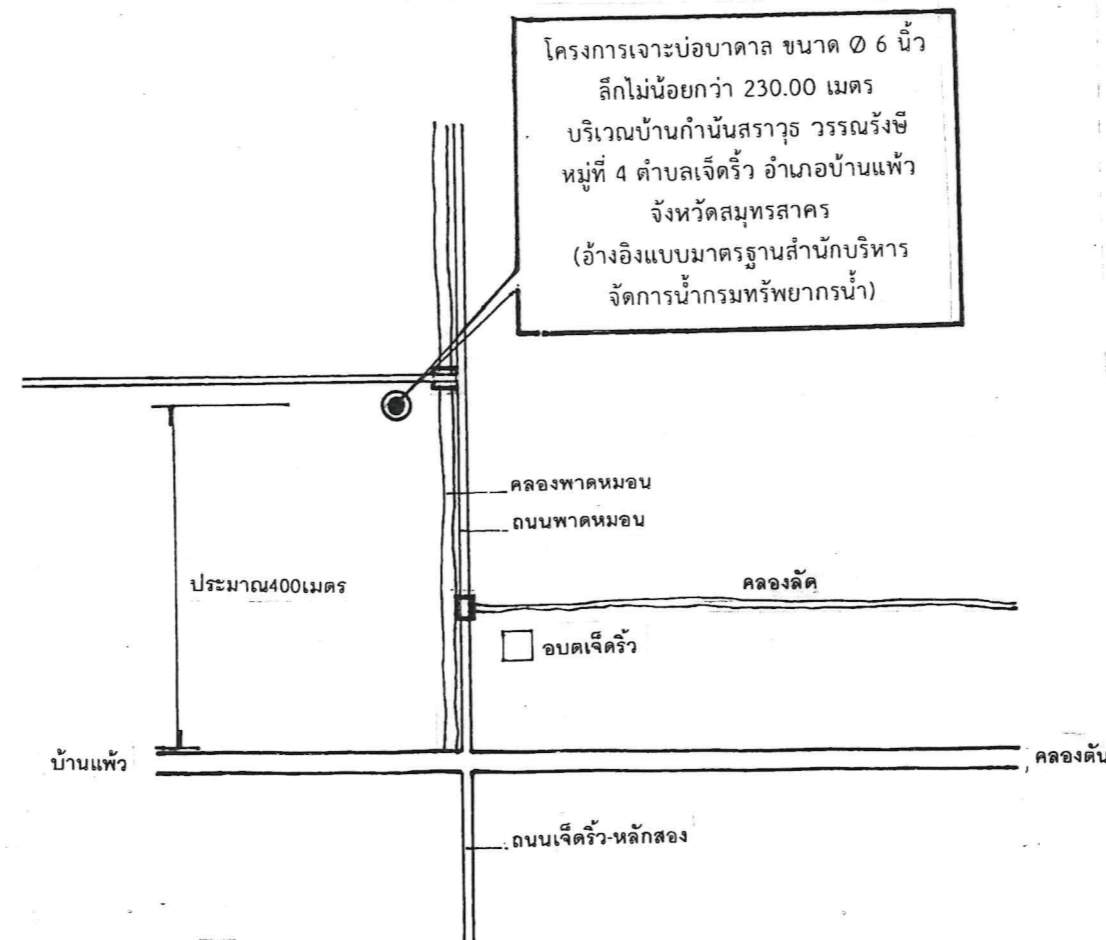 โครงการเจาะบ่อบาดาล ขนาด Ø 6 นิ้ว
ลึกไม่น้อยกว่า 230.00 เมตร
บริเวณบ้านกำนันสราวุธ วรรณรังษี
หมู่ที่ 4 ตำบลเจ็ดริ้ว อำเภอบ้านแพ้ว
จังหวัดสมุทรสาคร
(อ้างอิงแบบมาตรฐานสำนักบริหาร
จัดการน้ำกรมทรัพยากรน้ำ)
คลองพาดหมอน
ถนนพาดหมอน
ประมาณ400เมตร
คลองลัด
อบตเจ็ดริ้ว
บ้านแพ้ว
คลองตัน
ถนนเจ็ดริ้ว-หลักสอง